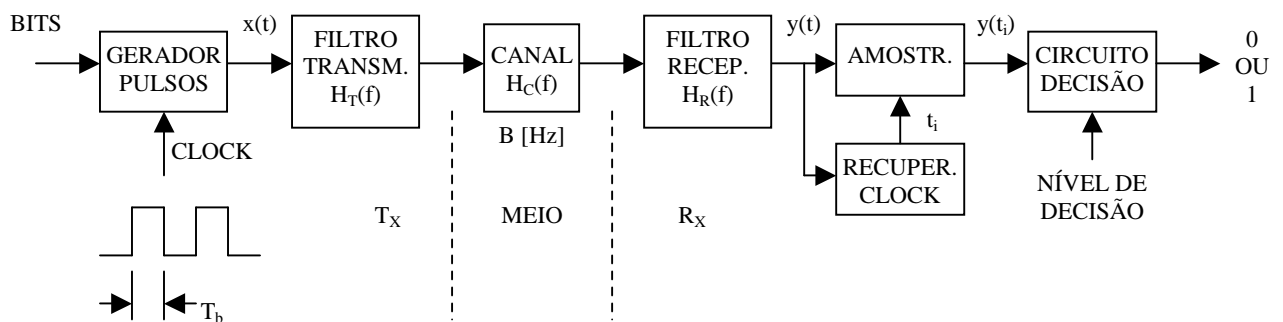 BITS
GERADOR
PULSOS
x(t)
FILTRO
TRANSM.
H_T(f)
CANAL
H_C(f)
B [Hz]
FILTRO
RECEP.
H_R(f)
y(t)
AMOSTR.
y(t_i)
CIRCUITO
DECISÃO
0
OU
1
CLOCK
t_i
RECUPER.
CLOCK
NÍVEL DE
DECISÃO
T_X
MEIO
R_X
T_b